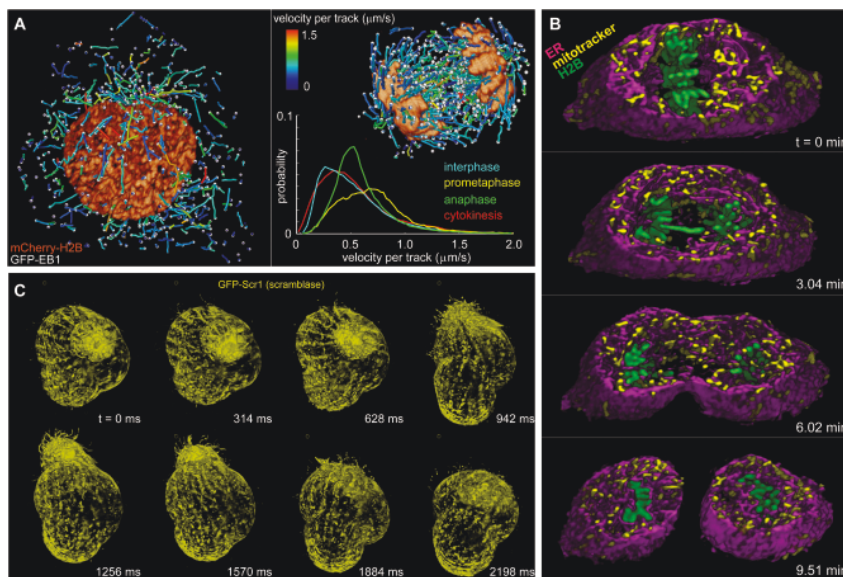 A
velocity per track (μm/s)
1.5
0
0.1
probability
0
interphase
prometaphase
anaphase
cytokinesis
0
0.5
1.0
1.5
2.0
velocity per track (μm/s)
mCherry-H2B
GFP-EB1
B
ER
mitotracker
H2B
t = 0 min
3.04 min
6.02 min
9.51 min
C
GFP-Scr1 (scramblase)
t = 0 ms
314 ms
628 ms
942 ms
1256 ms
1570 ms
1884 ms
2198 ms